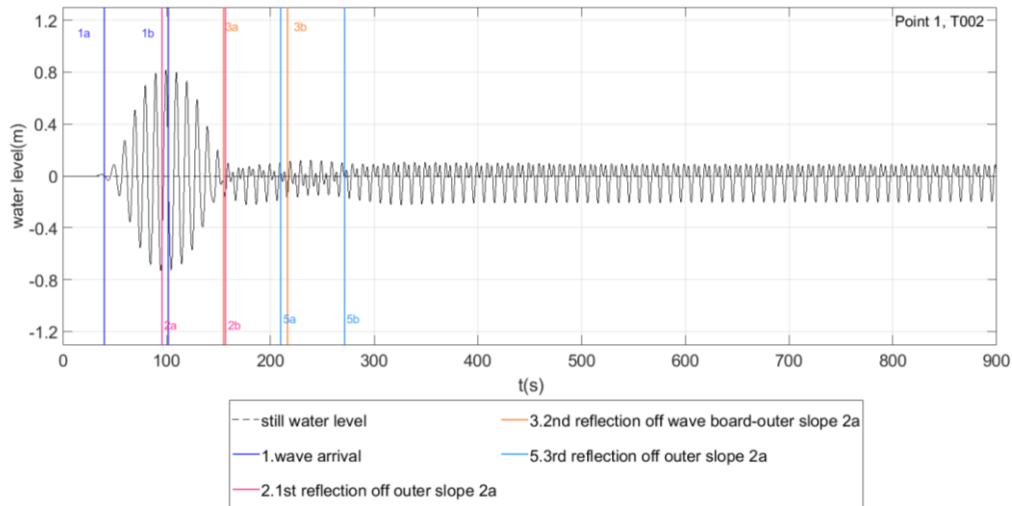 1.2
1a
1b
3a
3b
Point 1, T002
0.8
0.4
0
-0.4
-0.8
-1.2
water level(m)
2a
2b
5a
5b
0 100 200 300 400 500 600 700 800 900
t(s)
still water level
3.2nd reflection off wave board-outer slope 2a
1.wave arrival
5.3rd reflection off outer slope 2a
2.1st reflection off outer slope 2a